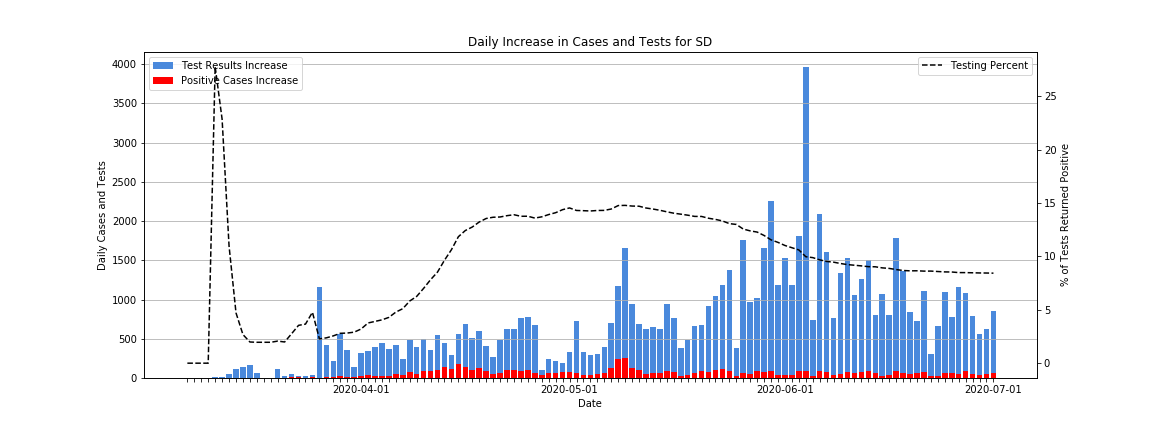 Daily Increase in Cases and Tests for SD
Test Results Increase
Positive Cases Increase
Testing Percent
4000
3500
3000
2500
2000
1500
1000
500
0
Daily Cases and Tests
25
20
15
10
5
0
% of Tests Returned Positive
2020-04-01
2020-05-01
2020-06-01
2020-07-01
Date